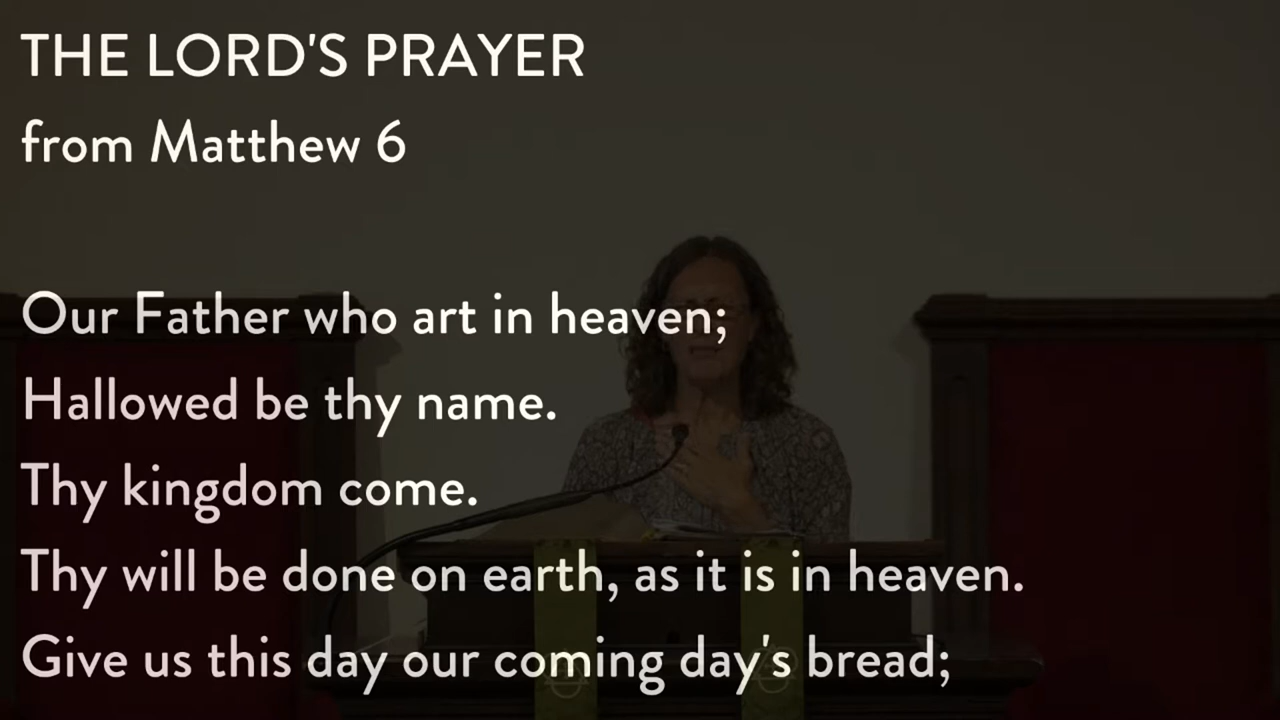 THE LORD'S PRAYER
from Matthew 6
Our Father who art in heaven;
Hallowed be thy name.
Thy kingdom come.
Thy will be done on earth, as it is in heaven.
Give us this day our coming day's bread;